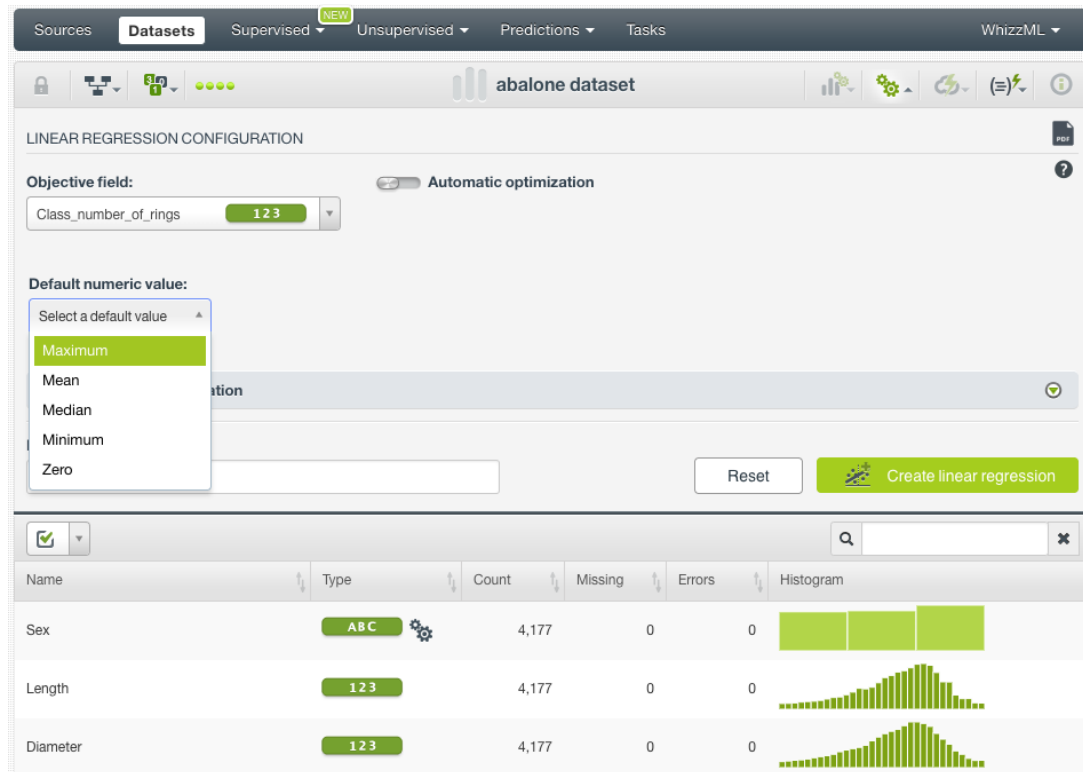 NEW
Sources Datasets Supervised Unsupervised Predictions Tasks WhizzML
abalone dataset
LINEAR REGRESSION CONFIGURATION
PDF
Objective field: Automatic optimization
Class_number_of_rings 123
Default numeric value:
Select a default value
Maximum
Mean
Median
Minimum
Zero
Reset Create linear regression
Name Type Count Missing Errors Histogram
Sex ABC 4,177 0 0
Length 123 4,177 0 0
Diameter 123 4,177 0 0